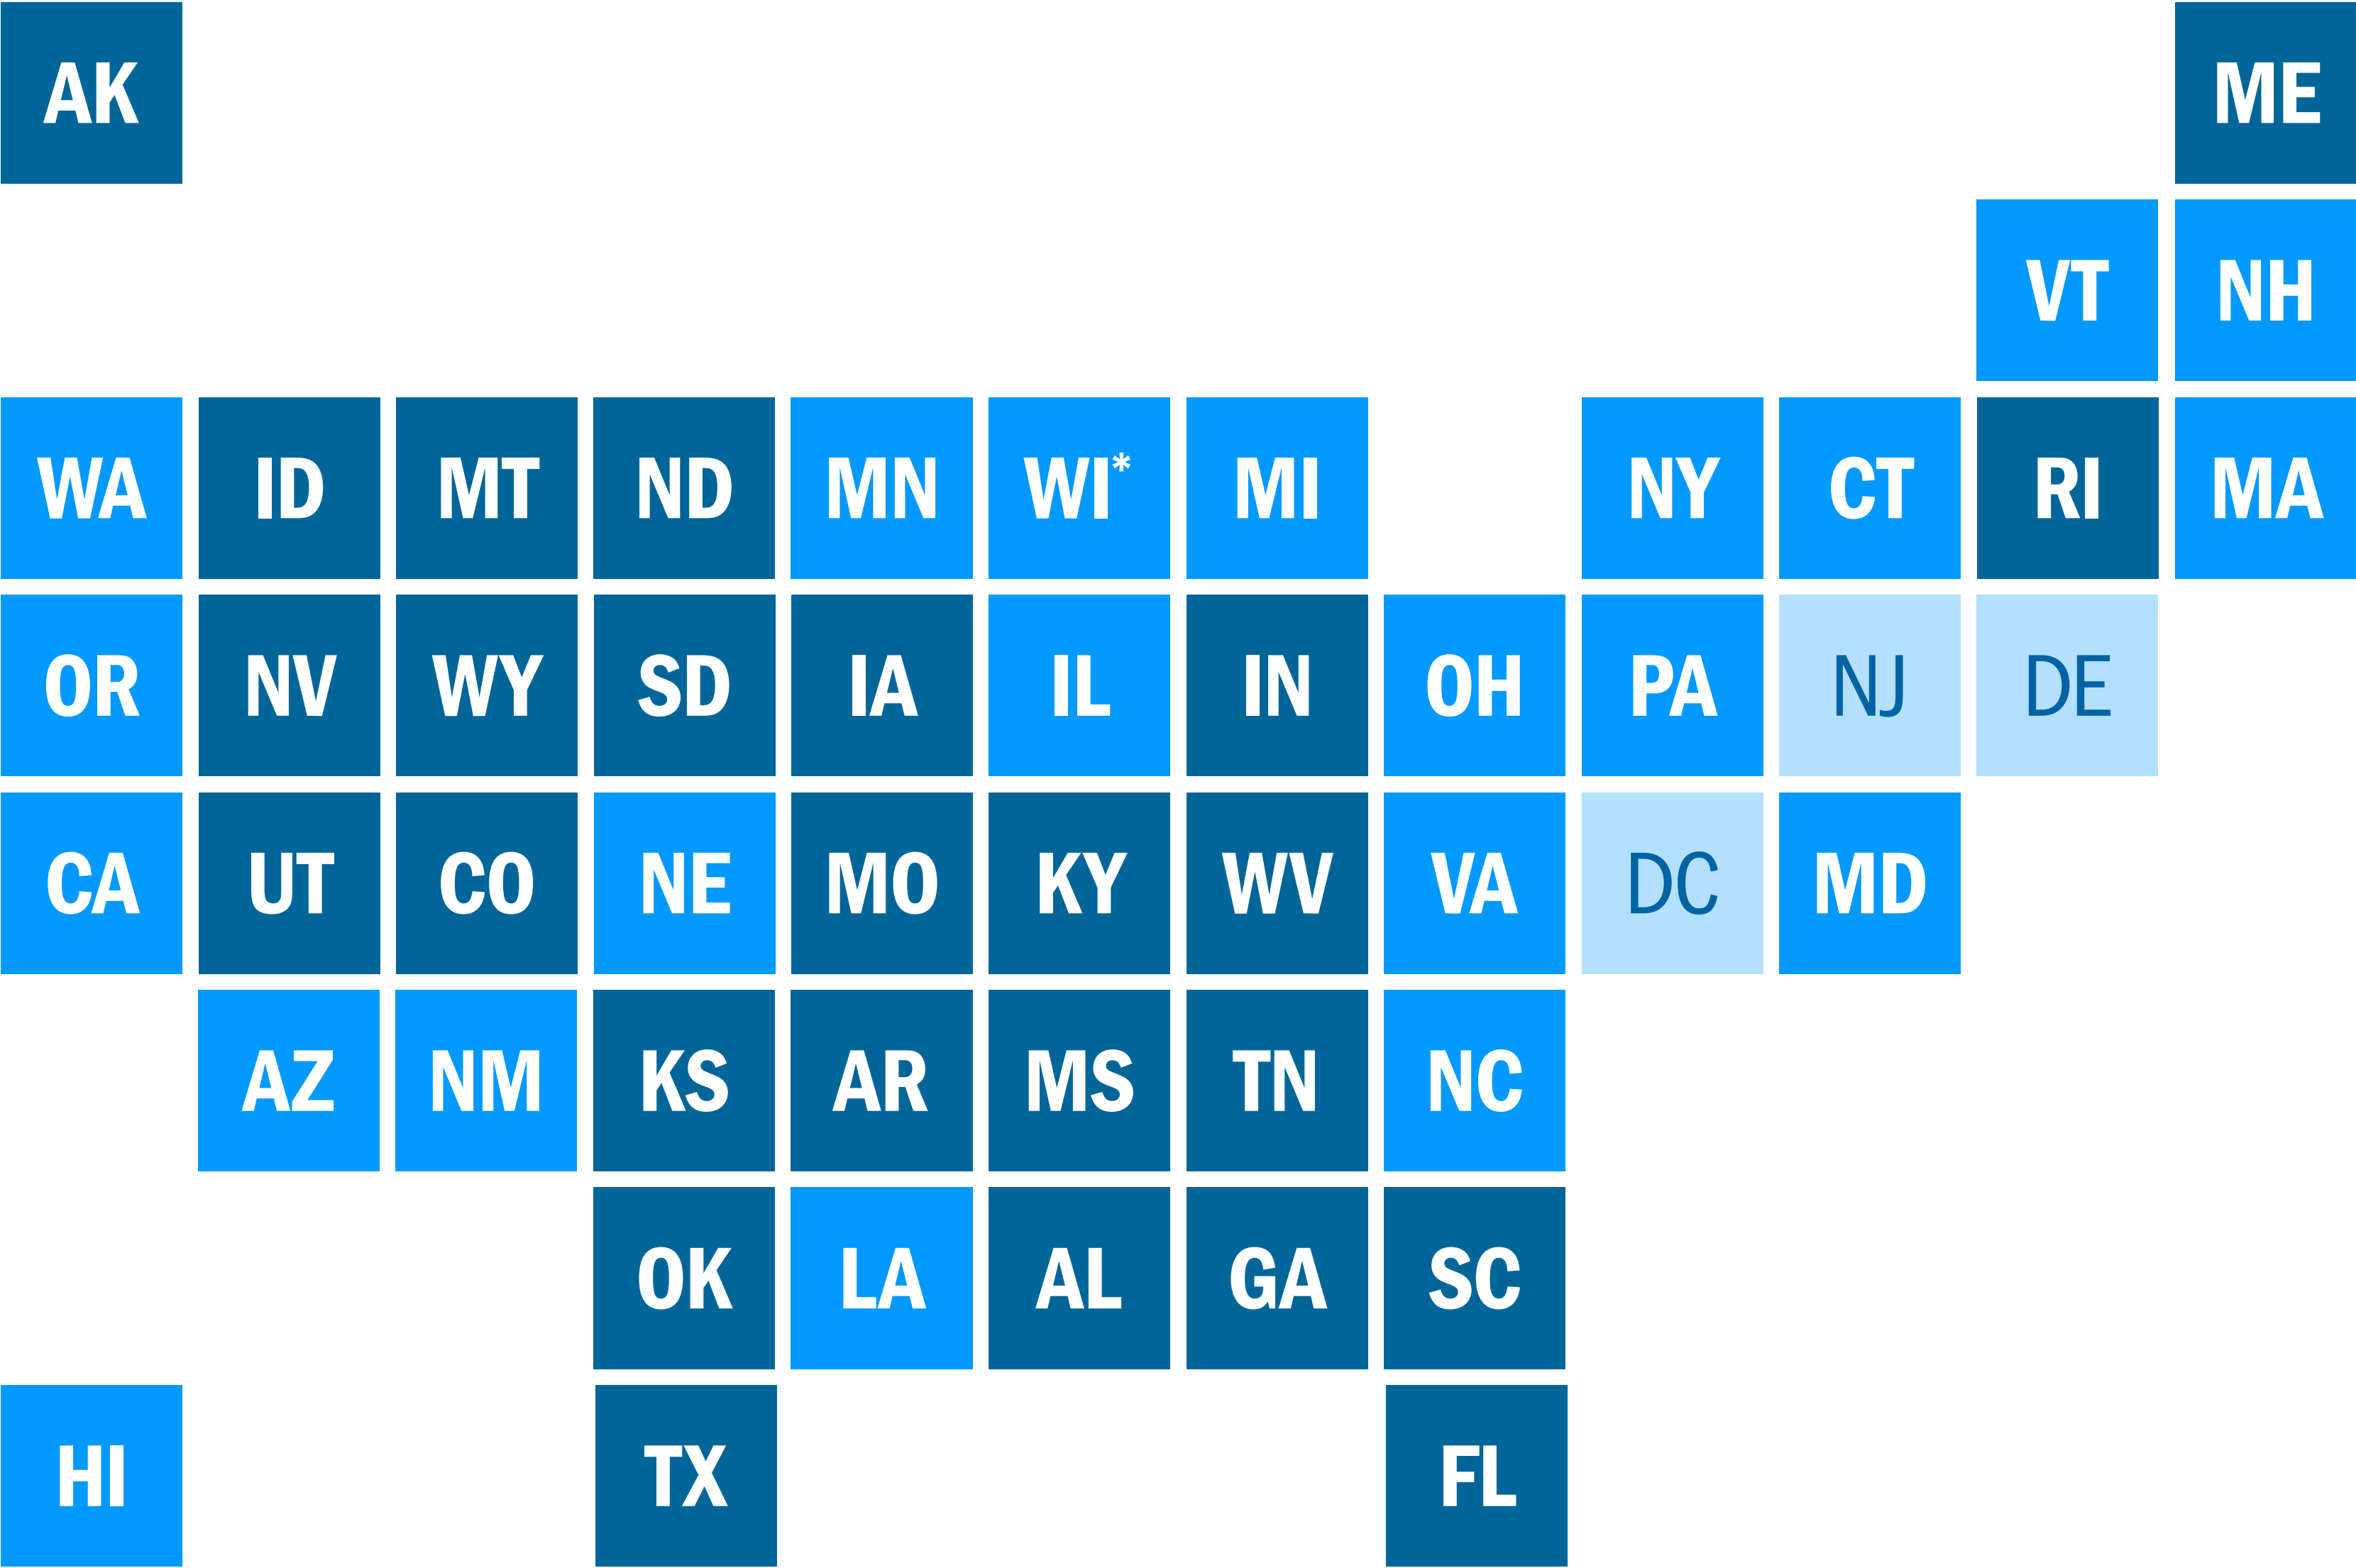 AK ME
VT NH
WA ID MT ND MN WI* MI NY CT RI MA
OR NV WY SD IA IL IN OH PA NJ DE
CA UT CO NE MO KY WV VA DC MD
AZ NM KS AR MS TN NC
OK LA AL GA SC
HI TX FL